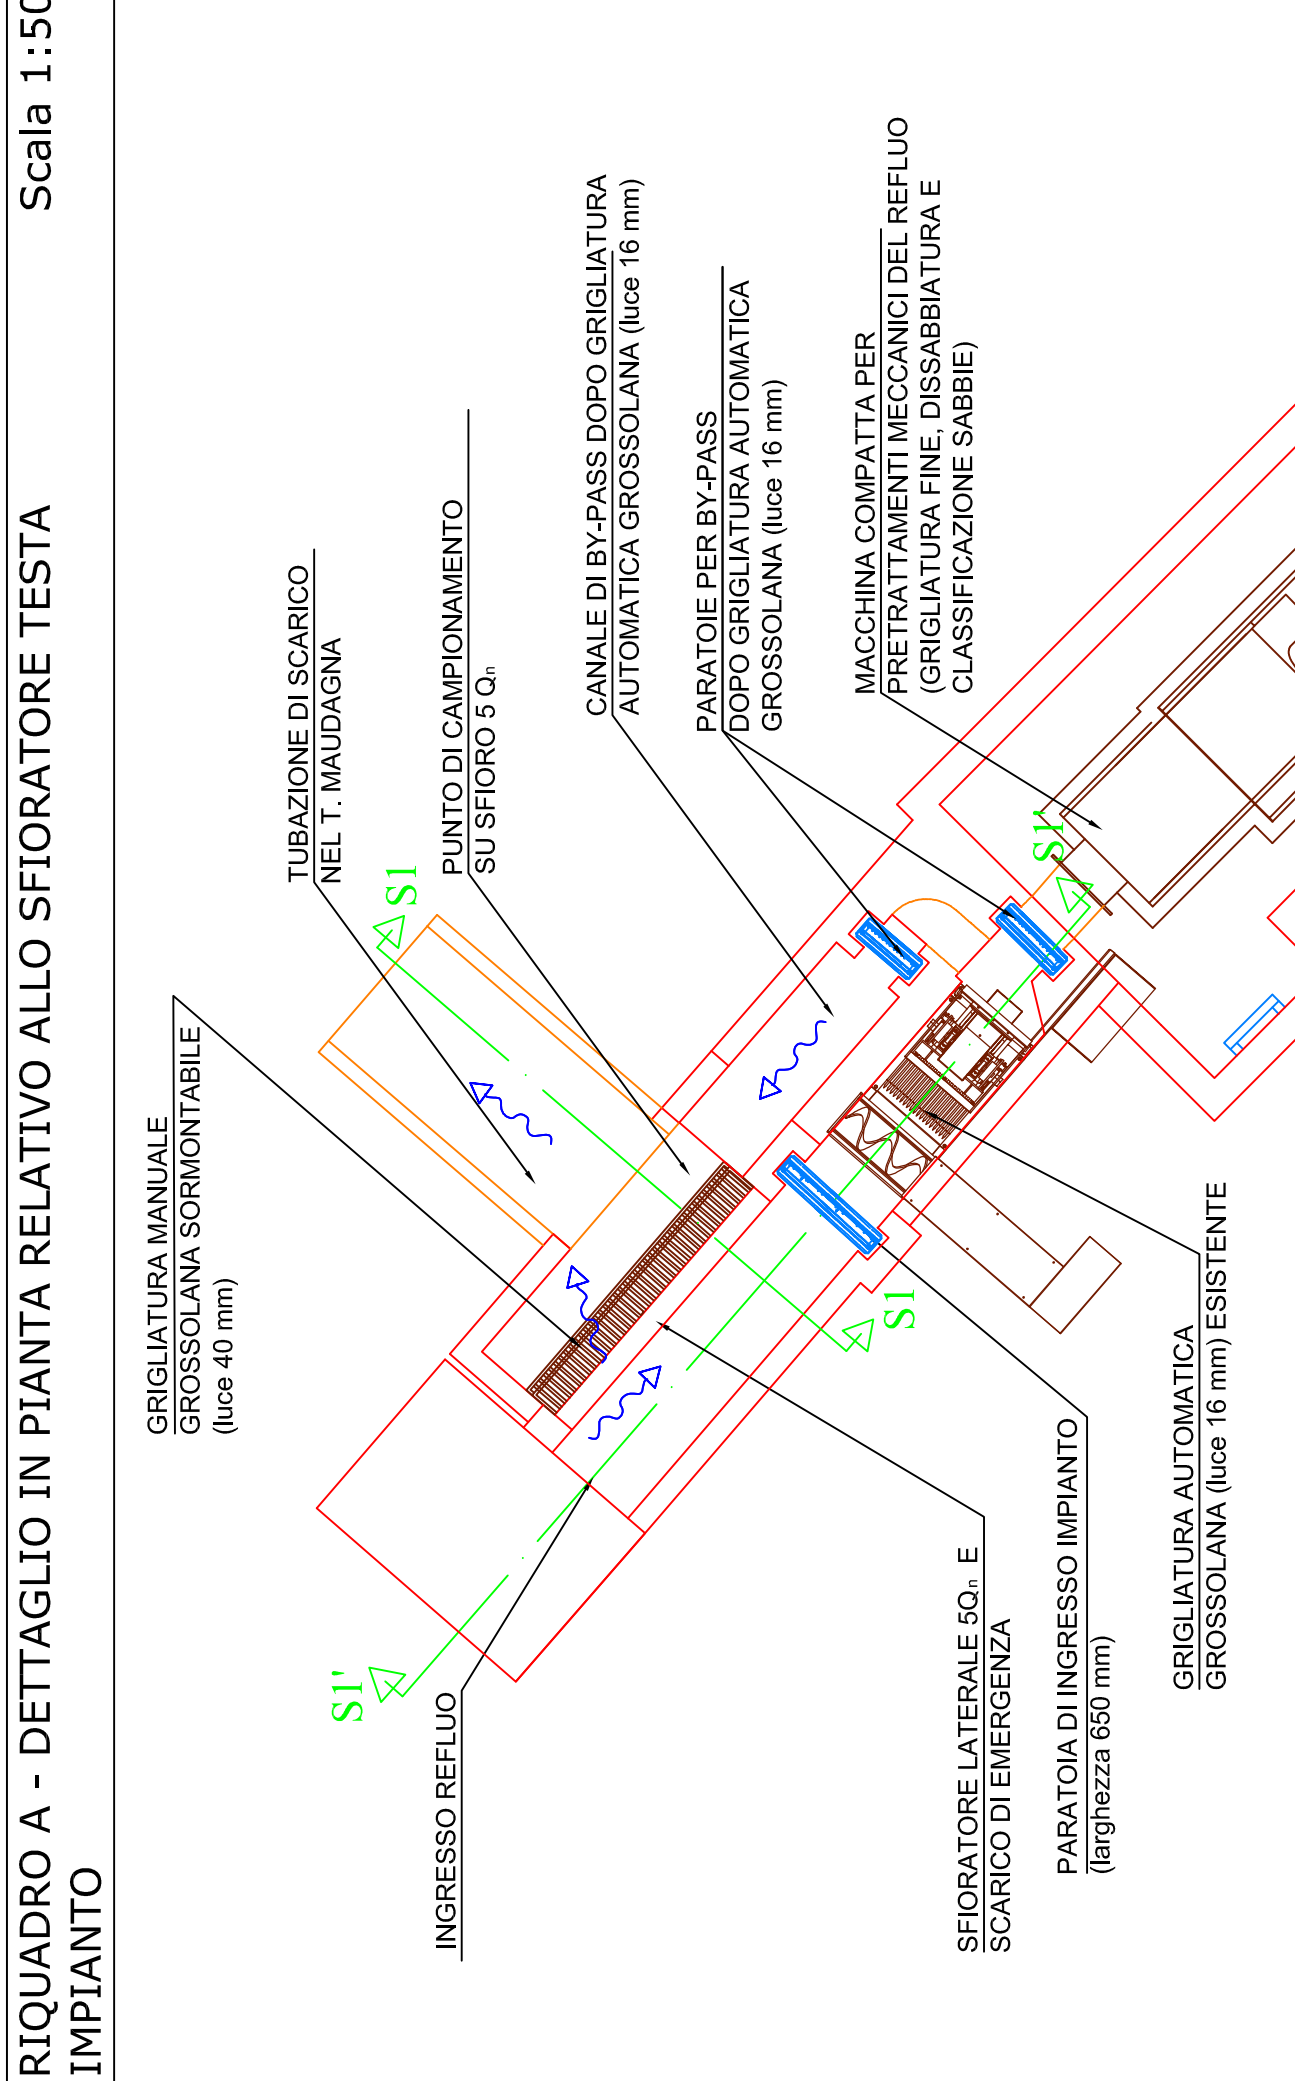 RIQUADRO A - DETTAGLIO IN PIANTA RELATIVO ALLO SFIORATORE TESTA
IMPIANTO
Scala 1:50
GRIGLIATURA MANUALE
GROSSOLANA SORMONTABILE
(luce 40 mm)
TUBAZIONE DI SCARICO
NEL T. MAUDAGNA
PUNTO DI CAMPIONAMENTO
SU SFIORO 5 Qn
CANALE DI BY-PASS DOPO GRIGLIATURA
AUTOMATICA GROSSOLANA (luce 16 mm)
PARATOIE PER BY-PASS
DOPO GRIGLIATURA AUTOMATICA
GROSSOLANA (luce 16 mm)
MACCHINA COMPATTA PER
PRETRATTAMENTI MECCANICI DEL REFLUO
(GRIGLIATURA FINE, DISSABBIATURA E
CLASSIFICAZIONE SABBIE)
S1
S1'
S1'
S1
INGRESSO REFLUO
SFIORATORE LATERALE 5Qn E
SCARICO DI EMERGENZA
PARATOIA DI INGRESSO IMPIANTO
(larghezza 650 mm)
GRIGLIATURA AUTOMATICA
GROSSOLANA (luce 16 mm) ESISTENTE